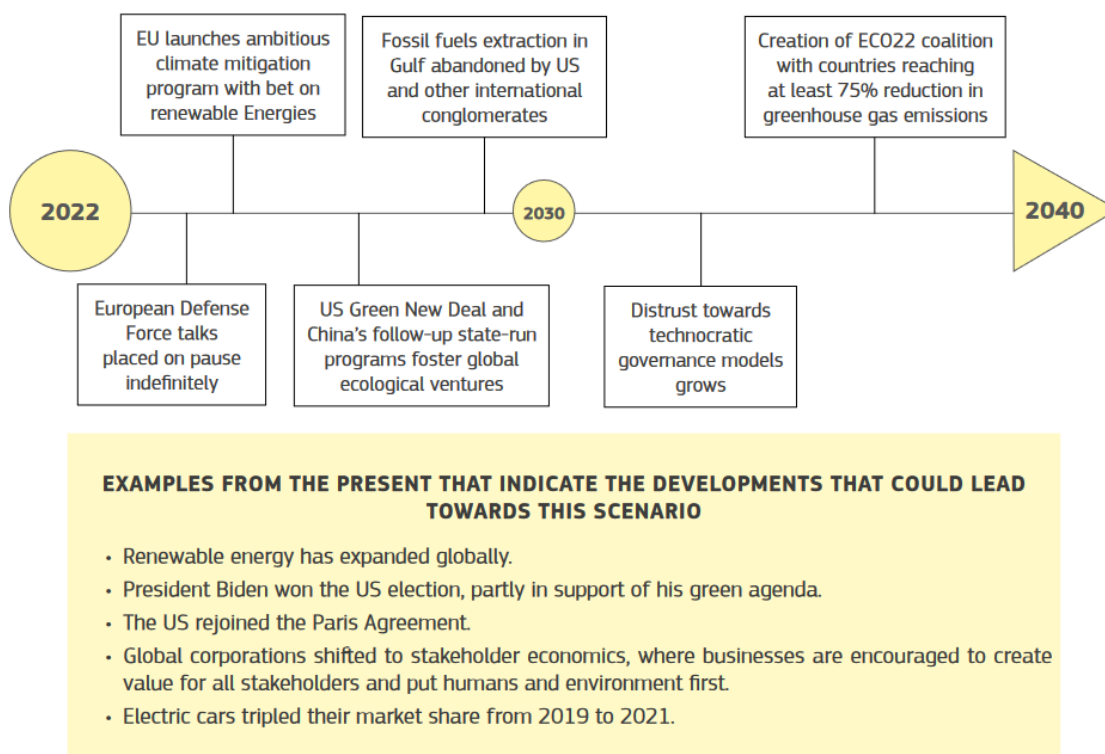 EU launches ambitious
climate mitigation
program with bet on
renewable Energies
Fossil fuels extraction in
Gulf abandoned by US
and other international
conglomerates
Creation of ECO22 coalition
with countries reaching
at least 75% reduction in
greenhouse gas emissions
2022
2030
2040
European Defense
Force talks
placed on pause
indefinitely
US Green New Deal and
China's follow-up state-run
programs foster global
ecological ventures
Distrust towards
technocratic
governance models
grows
EXAMPLES FROM THE PRESENT THAT INDICATE THE DEVELOPMENTS THAT COULD LEAD
TOWARDS THIS SCENARIO
• Renewable energy has expanded globally.
• President Biden won the US election, partly in support of his green agenda.
• The US rejoined the Paris Agreement.
• Global corporations shifted to stakeholder economics, where businesses are encouraged to create
value for all stakeholders and put humans and environment first.
• Electric cars tripled their market share from 2019 to 2021.